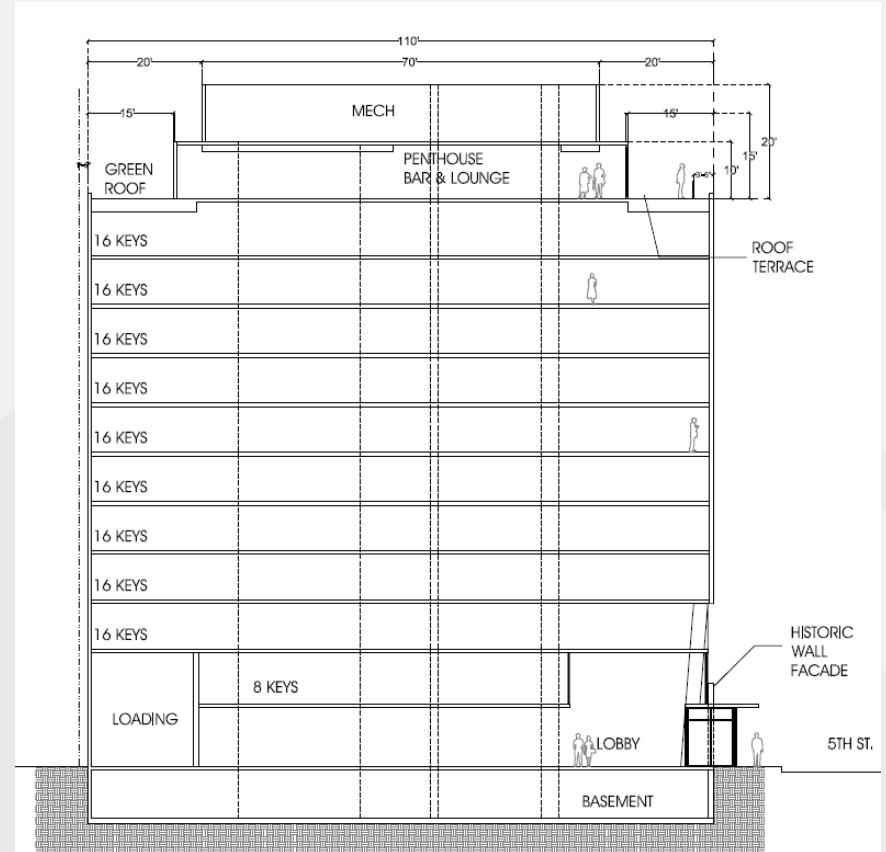 110'
20'
70'
20'
MECH
15'
15'
20'
15'
10'
GREEN
ROOF
PENTHOUSE
BAR & LOUNGE
16 KEYS
ROOF
TERRACE
16 KEYS
16 KEYS
16 KEYS
16 KEYS
16 KEYS
16 KEYS
16 KEYS
16 KEYS
HISTORIC
WALL
FACADE
8 KEYS
LOADING
LOBBY
5TH ST.
BASEMENT